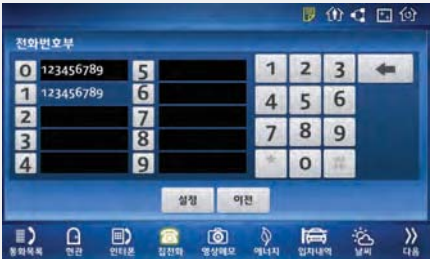 전화번호부
0 123456789 5 1 2 3
1 123456789 6 4 5 6
2 7 7 8 9
3 8 * 0 #
4 9
설정 이전
통화목록 현관 인터폰 집전화 영상메모 에너지 입차내역 날씨 다음